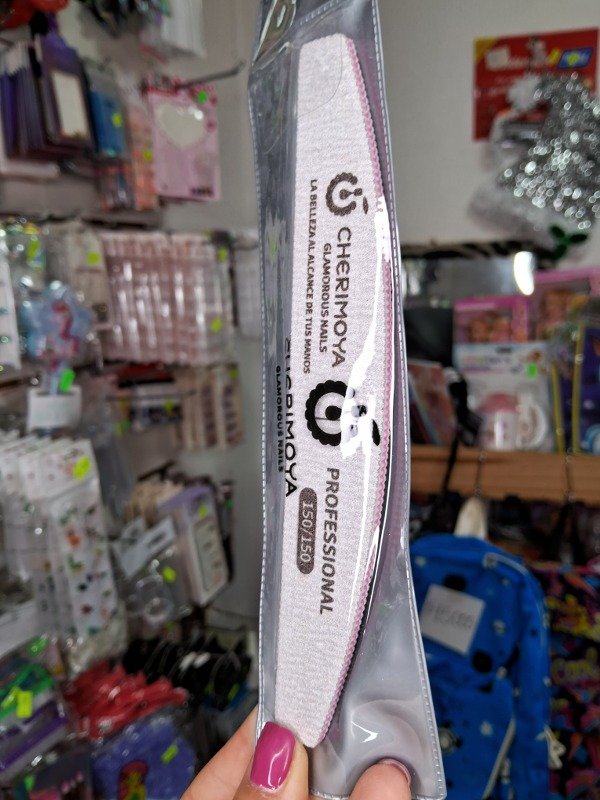 CHERIMOYA
GLAMOROUS NAILS
LA BELLEZA AL ALCANCE DE TUS MANOS
PROFESSIONAL
150/150
CHERIMOYA
GLAMOROUS NAILS